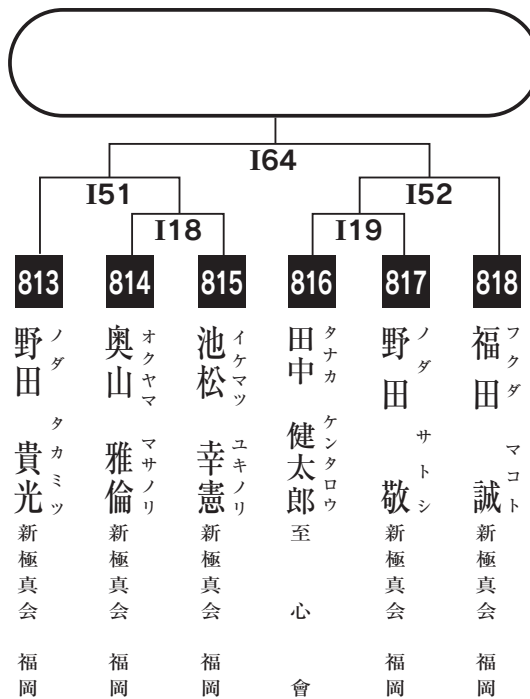 I64
I51
I52
I18
I19
813
814
815
816
817
818
野田 貴光
ノダ タカミツ
新極真会 福岡
奥山 雅倫
オクヤマ マサノリ
新極真会 福岡
池松 幸憲
イケマツ ユキノリ
新極真会 福岡
田中 健太郎
タナカ ケンタロウ
至心會
野田 敬
ノダ サトシ
新極真会 福岡
福田 誠
フクダ マコト
新極真会 福岡